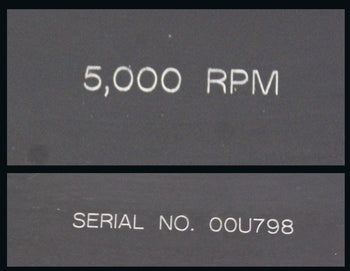 5,000 RPM
SERIAL NO. 00U798